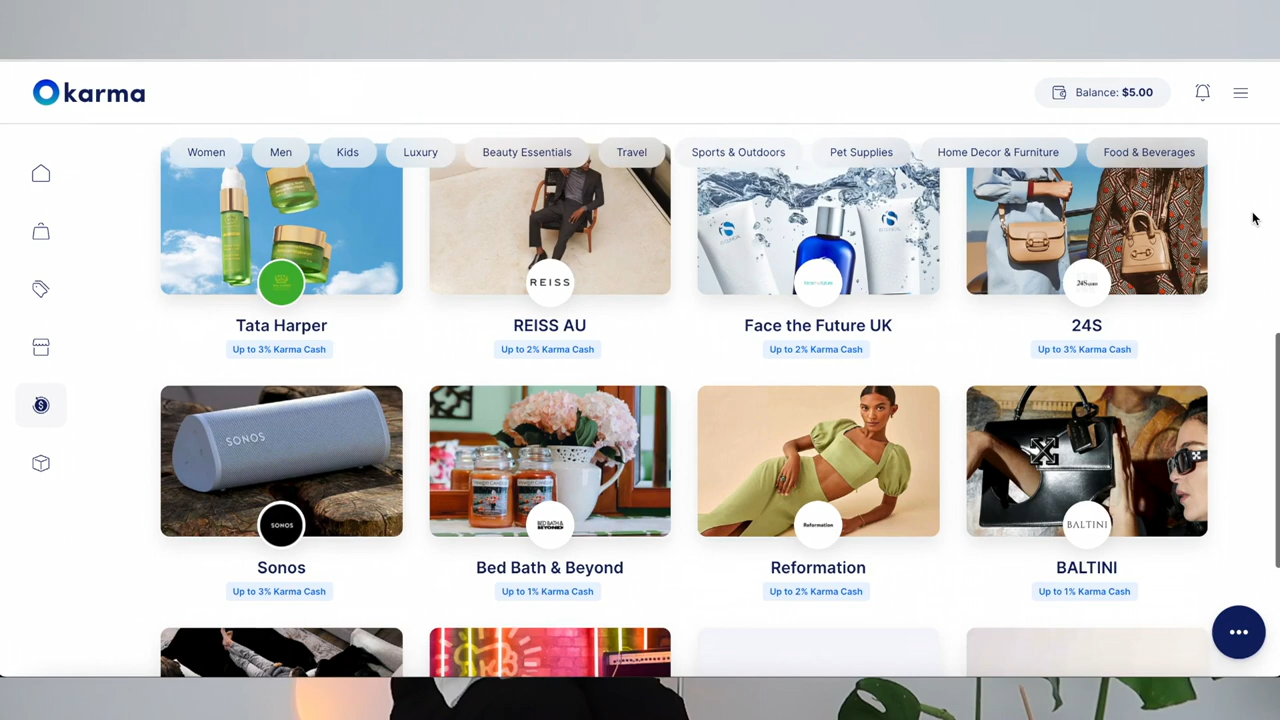 karma
Balance: $5.00
Women
Men
Kids
Luxury
Beauty Essentials
Travel
Sports & Outdoors
Pet Supplies
Home Decor & Furniture
Food & Beverages
REISS
24S
Tata Harper
REISS AU
Face the Future UK
24S
Up to 3% Karma Cash
Up to 2% Karma Cash
Up to 2% Karma Cash
Up to 3% Karma Cash
SONOS
SONOS
BED BATH &
BEYOND
Reformation
BALTINI
Sonos
Bed Bath & Beyond
Reformation
BALTINI
Up to 3% Karma Cash
Up to 1% Karma Cash
Up to 2% Karma Cash
Up to 1% Karma Cash